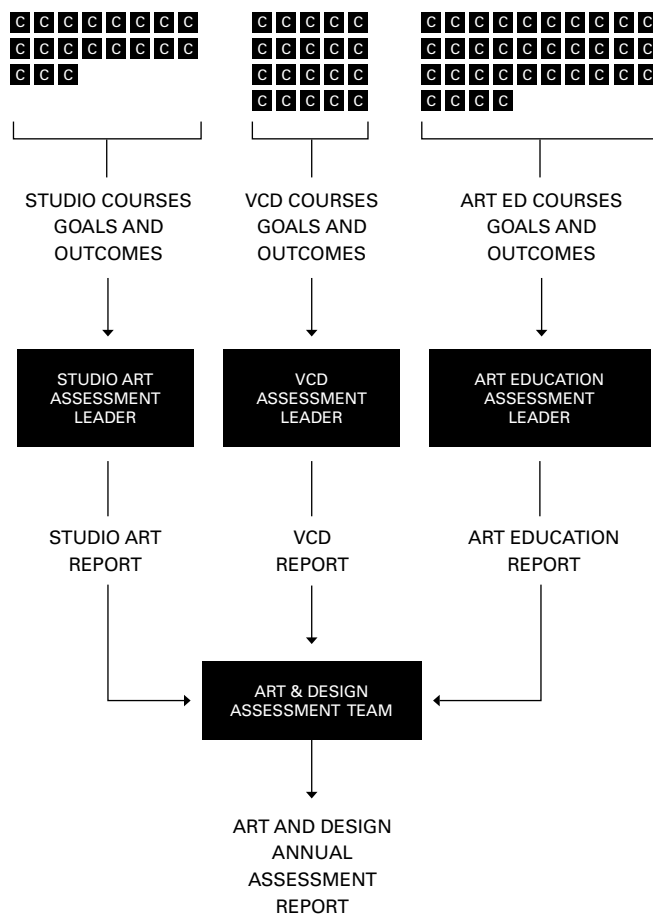 C C C C C C C C
C C C C C C C C
C C C
C C C C C
C C C C C
C C C C C
C C C C C
C C C C C C C C C C
C C C C C C C C C C
C C C C C C C C C C
C C C C
STUDIO COURSES
GOALS AND
OUTCOMES
VCD COURSES
GOALS AND
OUTCOMES
ART ED COURSES
GOALS AND
OUTCOMES
STUDIO ART
ASSESSMENT
LEADER
VCD
ASSESSMENT
LEADER
ART EDUCATION
ASSESSMENT
LEADER
STUDIO ART
REPORT
VCD
REPORT
ART EDUCATION
REPORT
ART & DESIGN
ASSESSMENT TEAM
ART AND DESIGN
ANNUAL
ASSESSMENT
REPORT